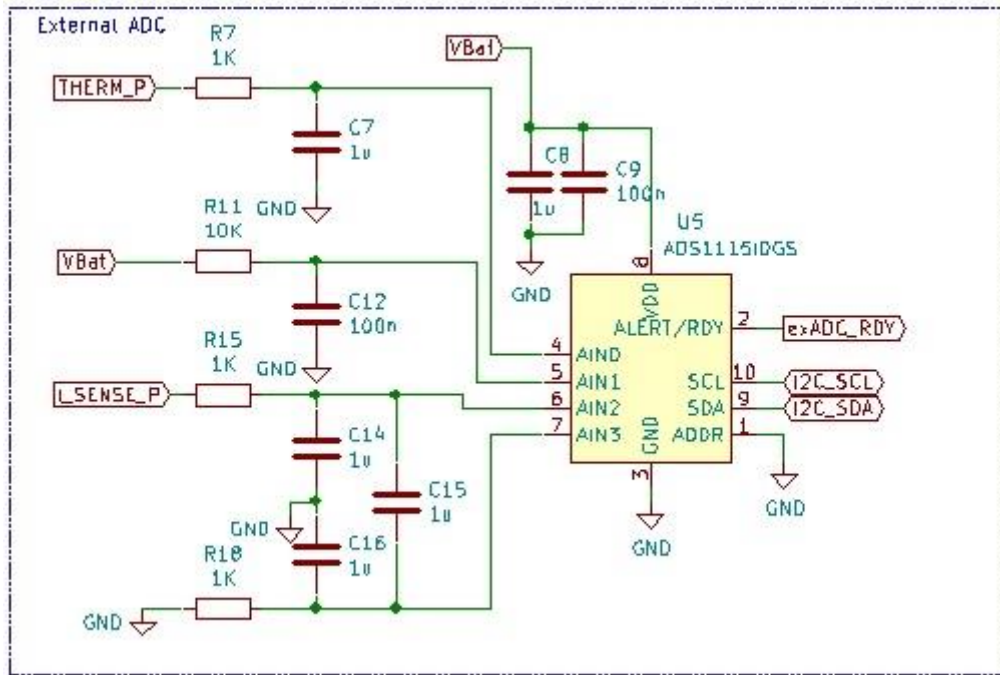 External ADC
R7
1K
THERM_P
C7
1u
GND
VBat
C8
1u
C9
100n
GND
R11
10K
VBat
C12
100n
GND
R15
1K
I_SENSE_P
C14
1u
GND
C15
1u
C16
1u
R18
1K
GND
U5
ADS1115IDGS
8
VDD
ALERT/RDY
2
exADC_RDY
4
AIN0
5
AIN1
6
AIN2
7
AIN3
SCL
10
I2C_SCL
SDA
9
I2C_SDA
ADDR
1
GND
GND
3
GND